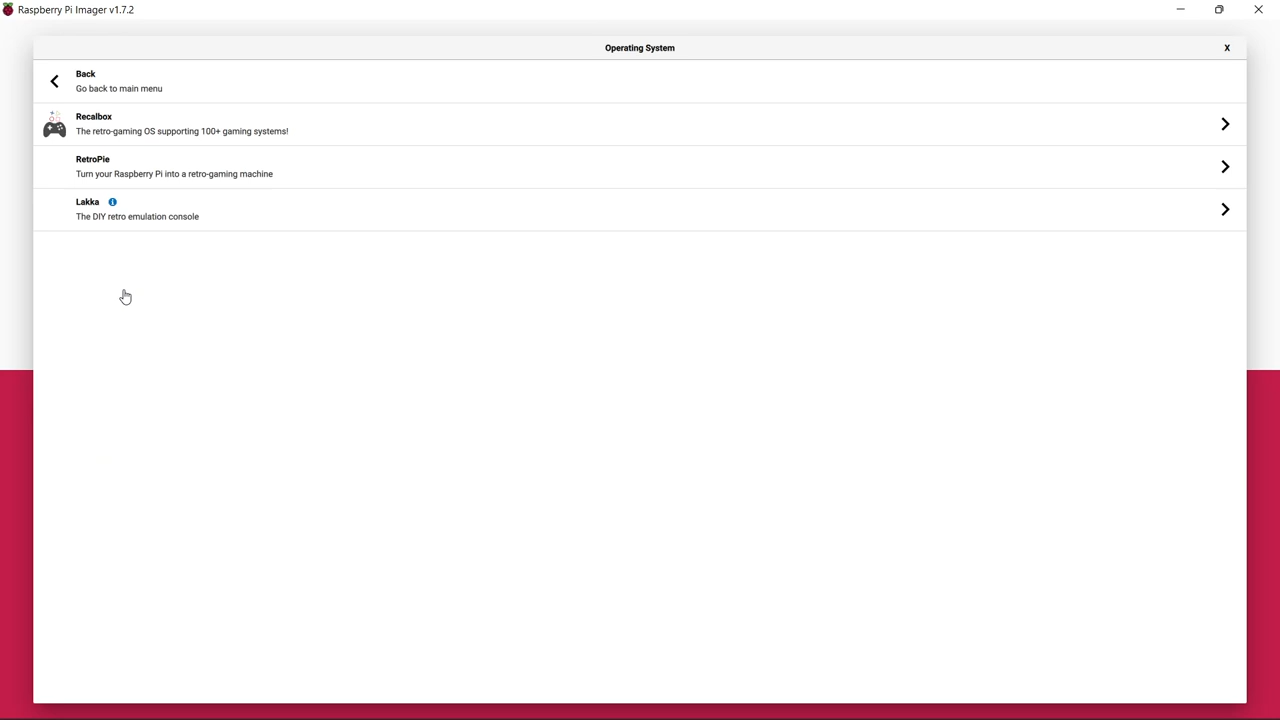 Raspberry Pi Imager v1.7.2
Operating System
X
Back
Go back to main menu
Recalbox
The retro-gaming OS supporting 100+ gaming systems!
RetroPie
Turn your Raspberry Pi into a retro-gaming machine
Lakka
The DIY retro emulation console